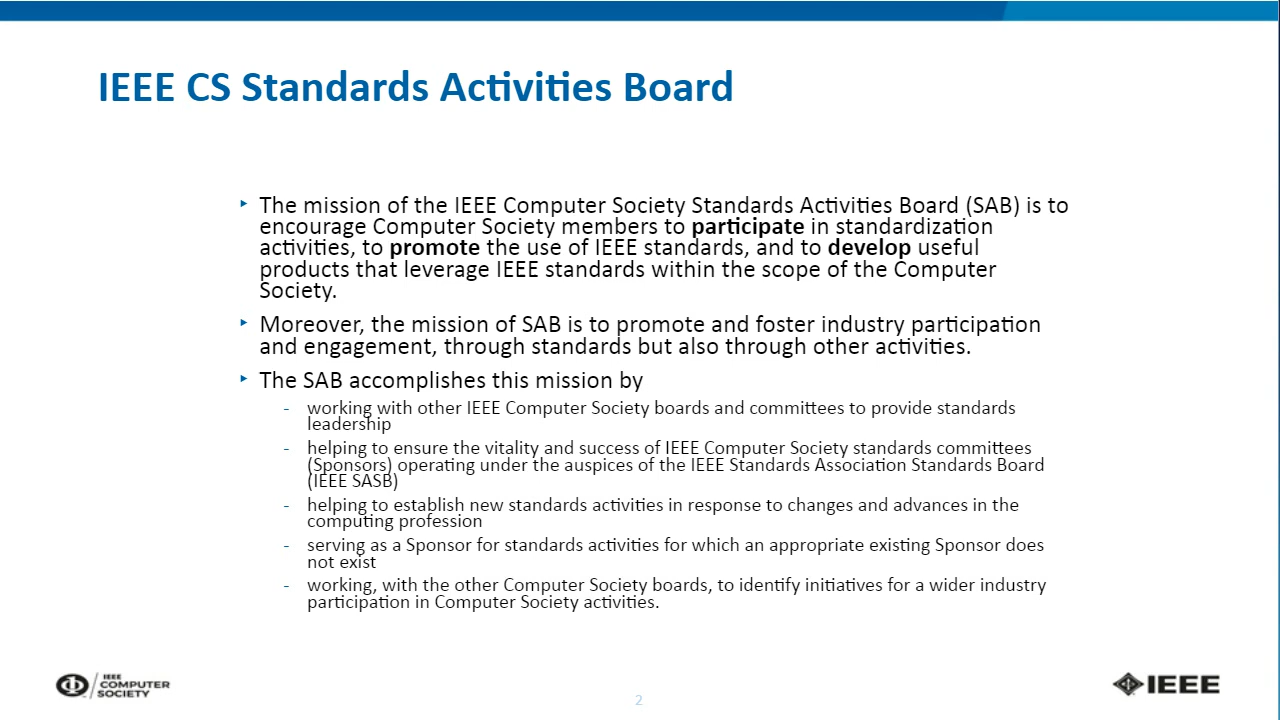 IEEE CS Standards Activities Board
‣ The mission of the IEEE Computer Society Standards Activities Board (SAB) is to
encourage Computer Society members to participate in standardization
activities, to promote the use of IEEE standards, and to develop useful
products that leverage IEEE standards within the scope of the Computer
Society.
‣ Moreover, the mission of SAB is to promote and foster industry participation
and engagement, through standards but also through other activities.
‣ The SAB accomplishes this mission by
- working with other IEEE Computer Society boards and committees to provide standards
leadership
- helping to ensure the vitality and success of IEEE Computer Society standards committees
(Sponsors) operating under the auspices of the IEEE Standards Association Standards Board
(IEEE SASB)
- helping to establish new standards activities in response to changes and advances in the
computing profession
- serving as a Sponsor for standards activities for which an appropriate existing Sponsor does
not exist
- working, with the other Computer Society boards, to identify initiatives for a wider industry
participation in Computer Society activities.
IEEE
COMPUTER
SOCIETY
2
IEEE